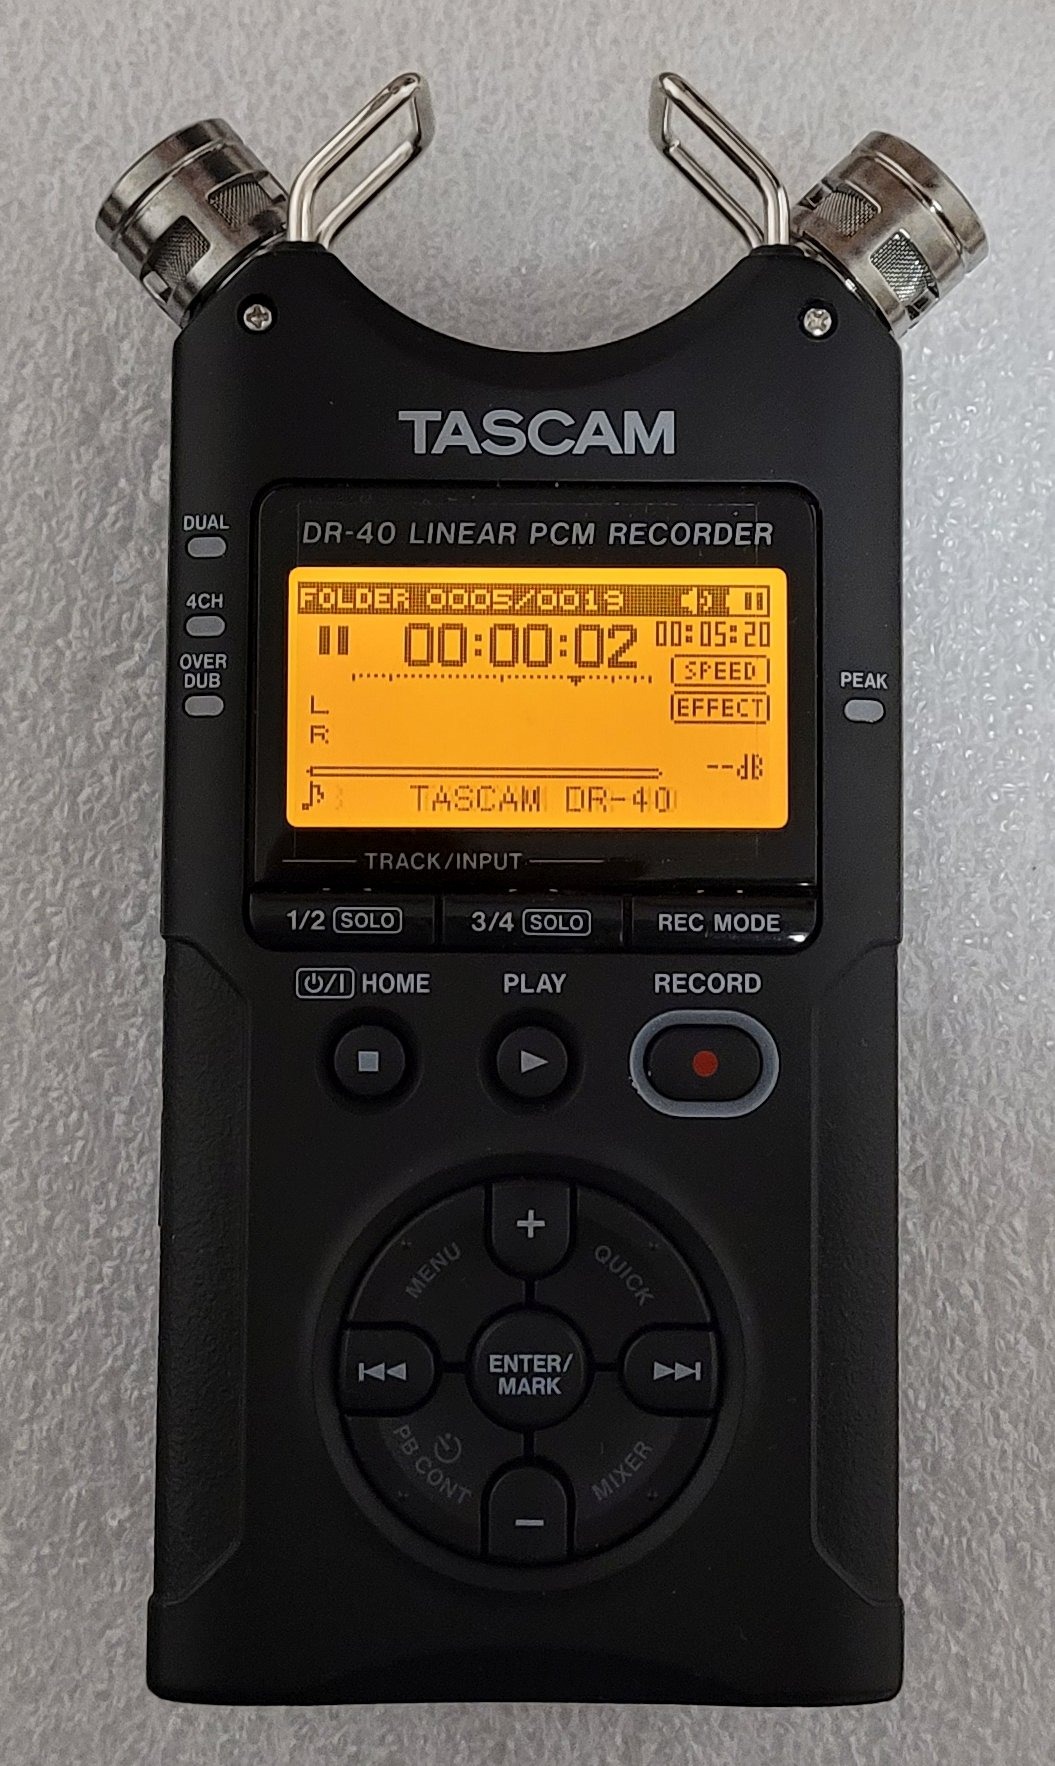 TASCAM
DR-40 LINEAR PCM RECORDER
DUAL
4CH
OVER
DUB
PEAK
FOLDER 0005/0019
00:00:02 00:05:20
SPEED
EFFECT
L
R
--dB
TASCAM DR-40
TRACK/INPUT
1/2 SOLO 3/4 SOLO REC MODE
⏻/I HOME PLAY RECORD
+
MENU QUICK
ENTER/
MARK
PB CONT MIXER
−